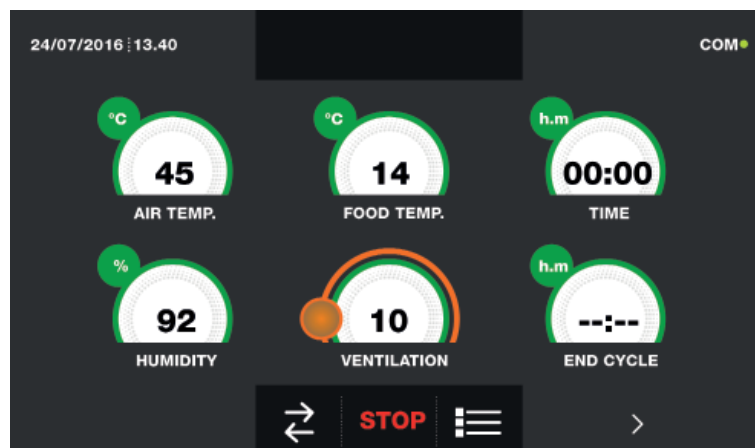 24/07/2016 13.40
COM
°C °C h.m
45 14 00:00
AIR TEMP. FOOD TEMP. TIME
% h.m
92 10 --:--
HUMIDITY VENTILATION END CYCLE
STOP